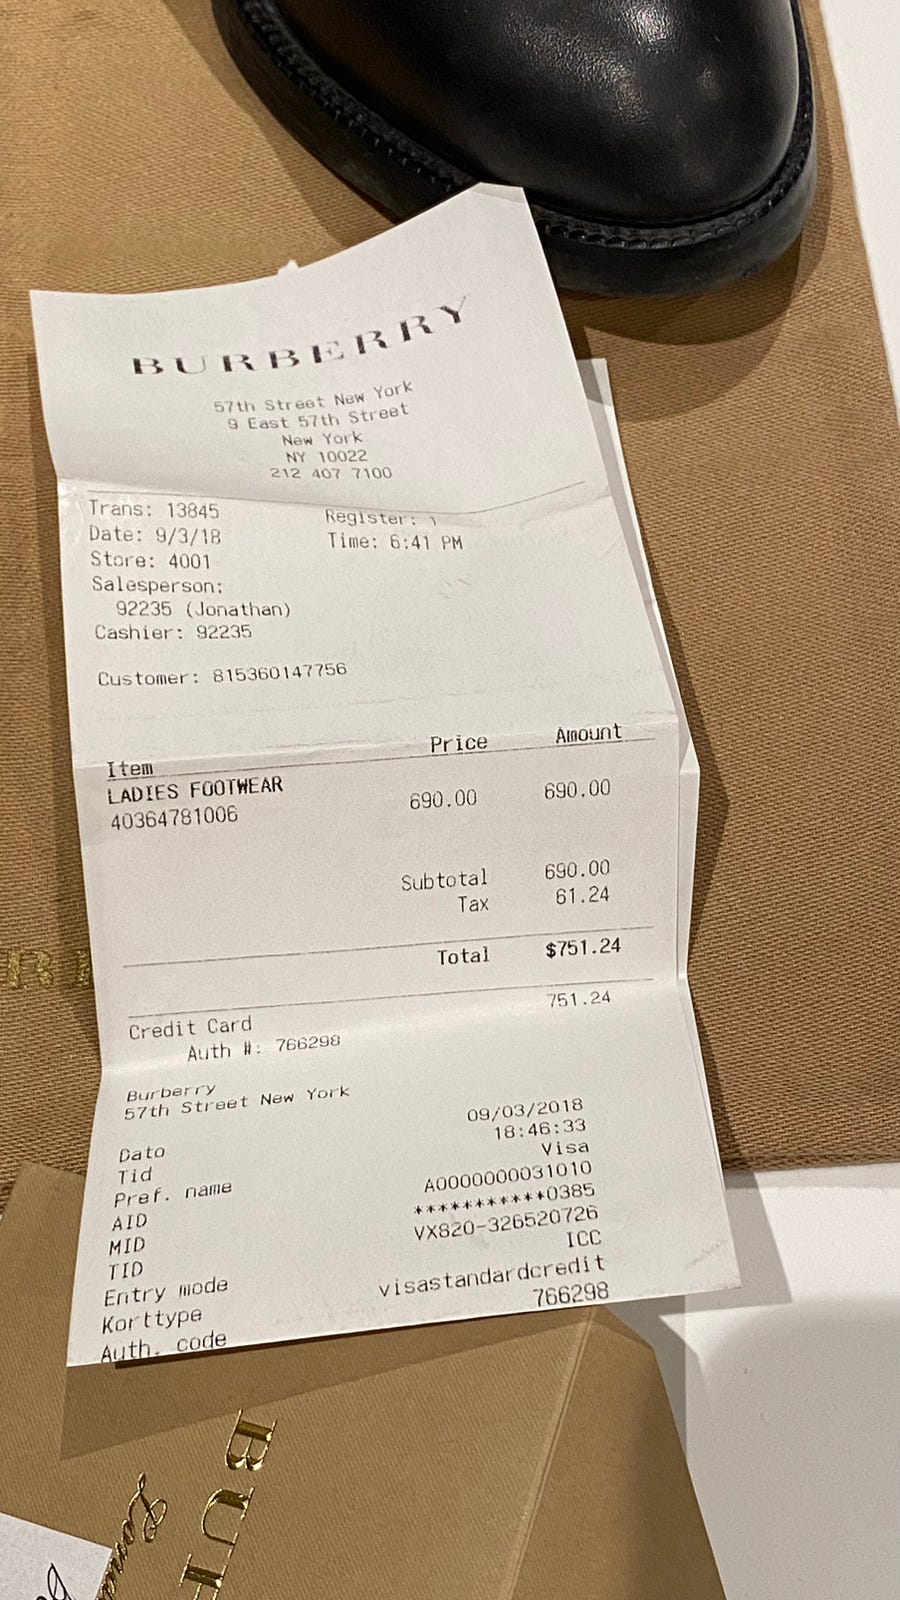 BURBERRY
57th Street New York
9 East 57th Street
New York
NY 10022
212 407 7100
Trans: 13845 Register: 1
Date: 9/3/18 Time: 6:41 PM
Store: 4001
Salesperson:
92235 (Jonathan)
Cashier: 92235
Customer: 815360147756
Item Price Amount
LADIES FOOTWEAR
40364781006 690.00 690.00
Subtotal 690.00
Tax 61.24
Total $751.24
Credit Card 751.24
Auth #: 766298
Burberry
57th Street New York
Dato 09/03/2018
Tid 18:46:33
Pref. name Visa
AID A0000000031010
MID ***********0385
TID VX820-326520726
Entry mode ICC
Korttype visastandardcredit
Auth. code 766298
BUR